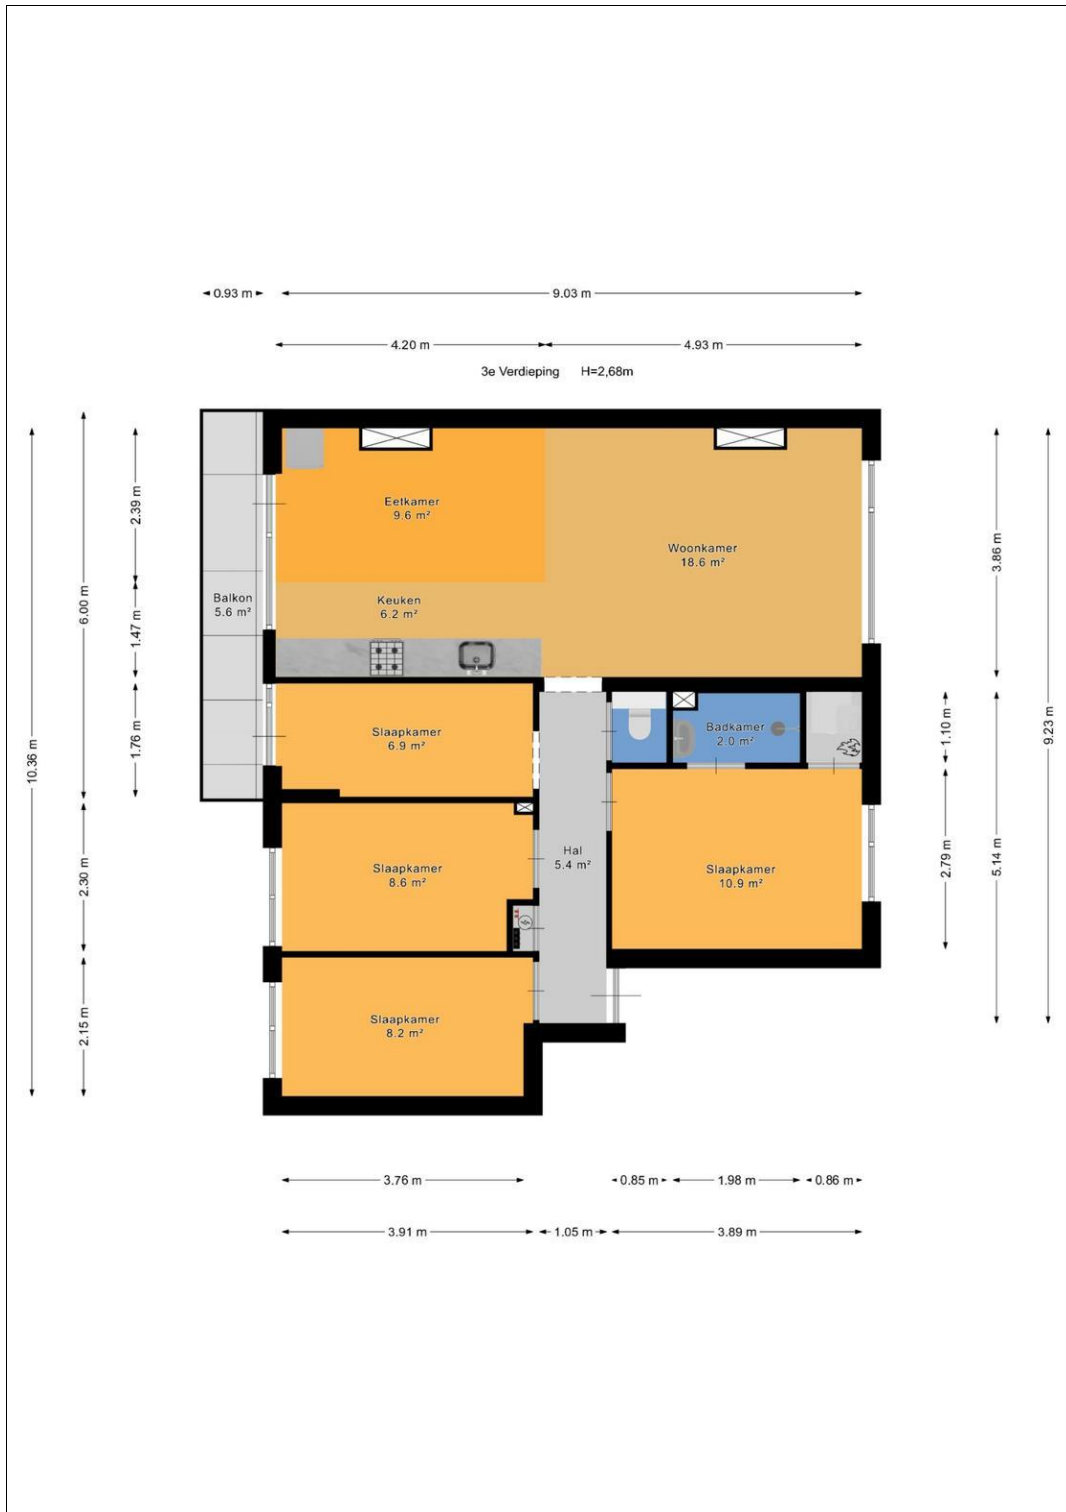 0.93 m
9.03 m
4.20 m
4.93 m
3e Verdieping H=2,68m
Eetkamer
9.6 m²
Woonkamer
18.6 m²
Keuken
6.2 m²
Balkon
5.6 m²
Slaapkamer
6.9 m²
Badkamer
2.0 m²
Hal
5.4 m²
Slaapkamer
8.6 m²
Slaapkamer
10.9 m²
Slaapkamer
8.2 m²
10.36 m
6.00 m
2.30 m
2.15 m
2.39 m
1.47 m
1.76 m
1.10 m
2.79 m
3.86 m
5.14 m
9.23 m
3.76 m
0.85 m
1.98 m
0.86 m
3.91 m
1.05 m
3.89 m